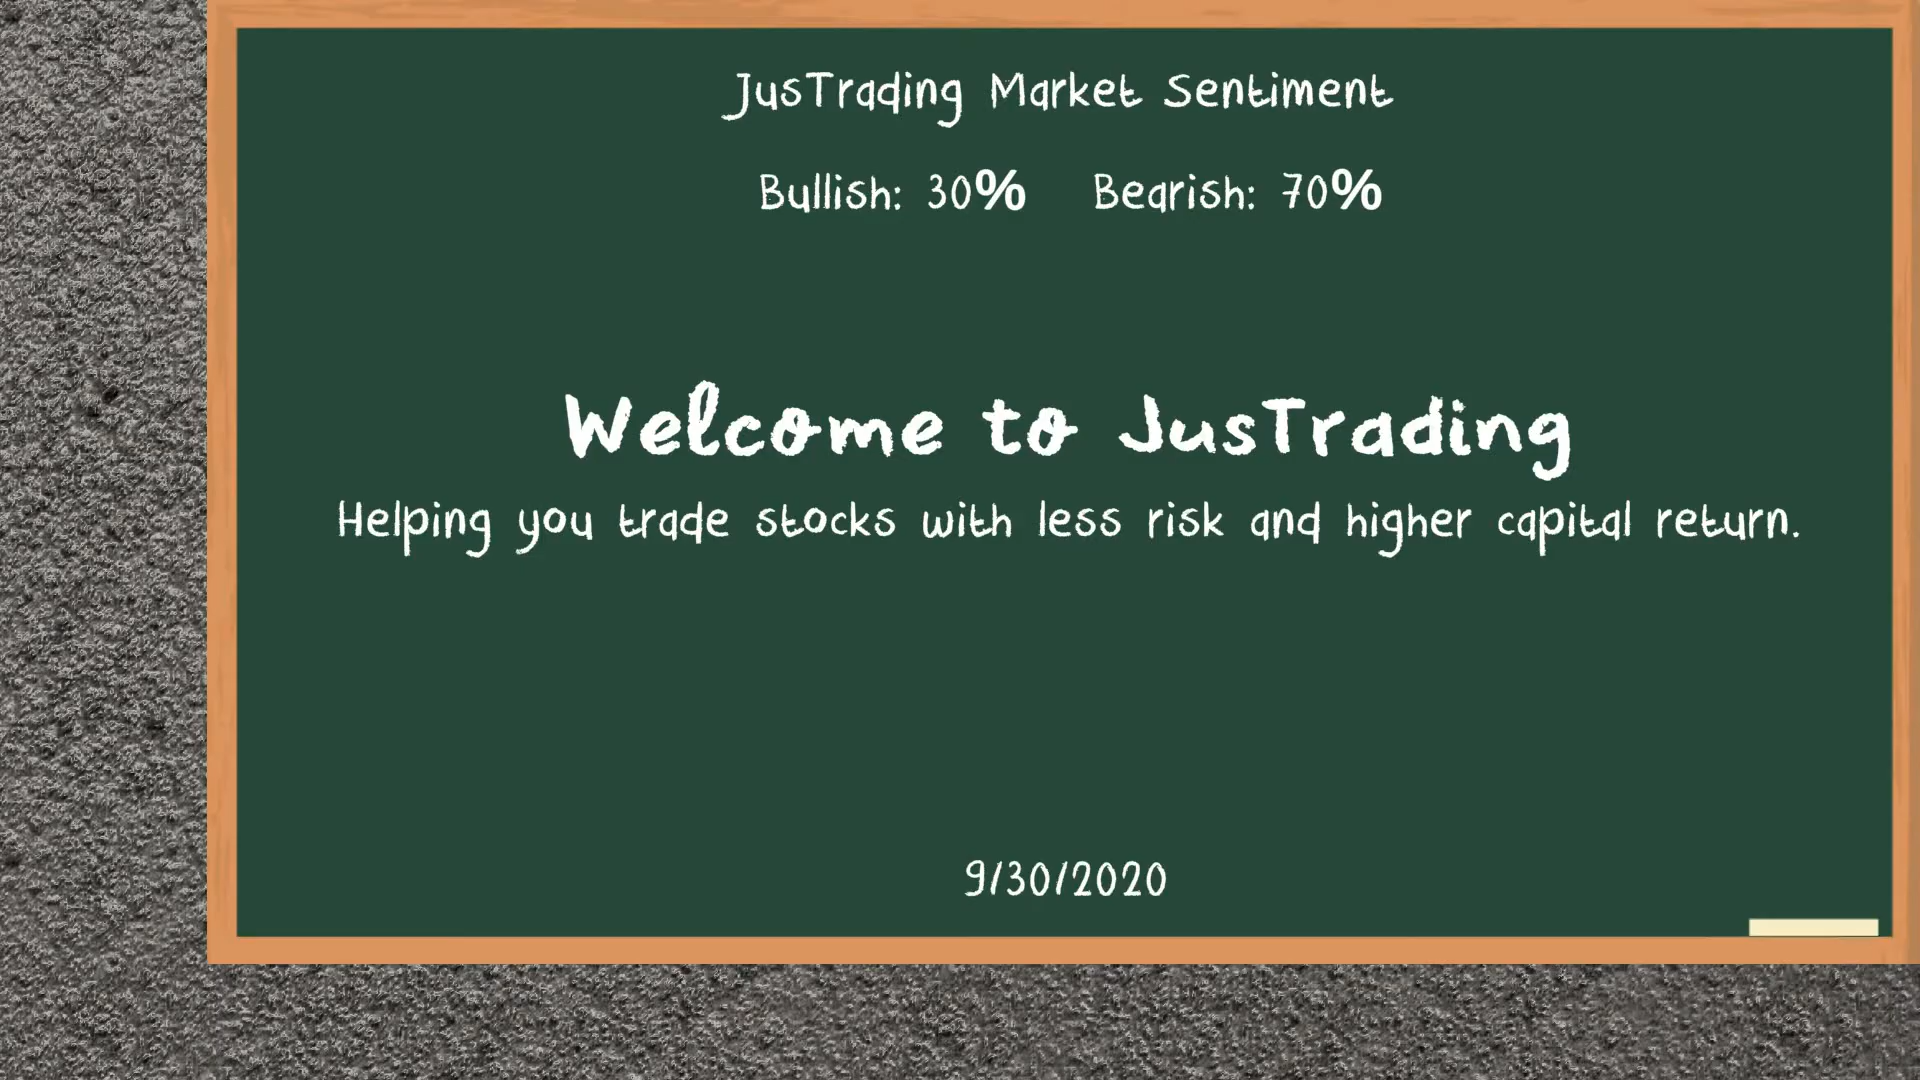 JusTrading Market Sentiment
Bullish: 30% Bearish: 70%
Welcome to JusTrading
Helping you trade stocks with less risk and higher capital return.
9/30/2020